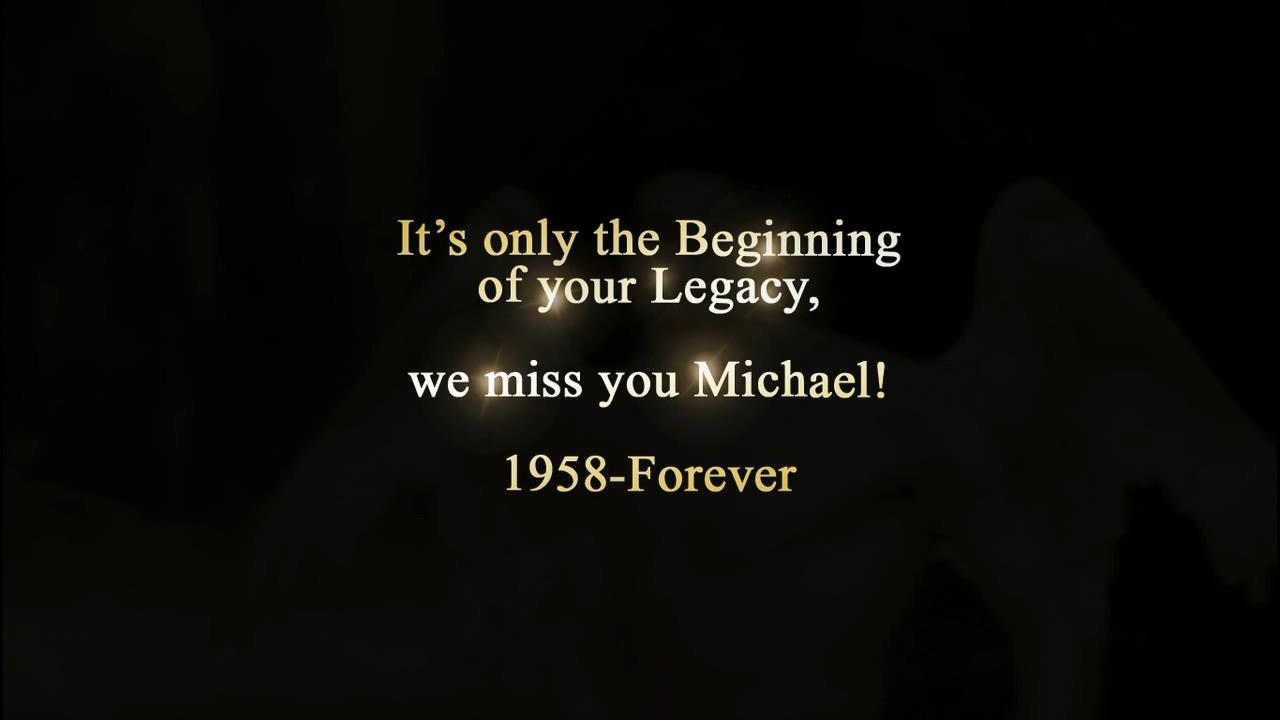 It’s only the Beginning
of your Legacy,
we miss you Michael!
1958-Forever